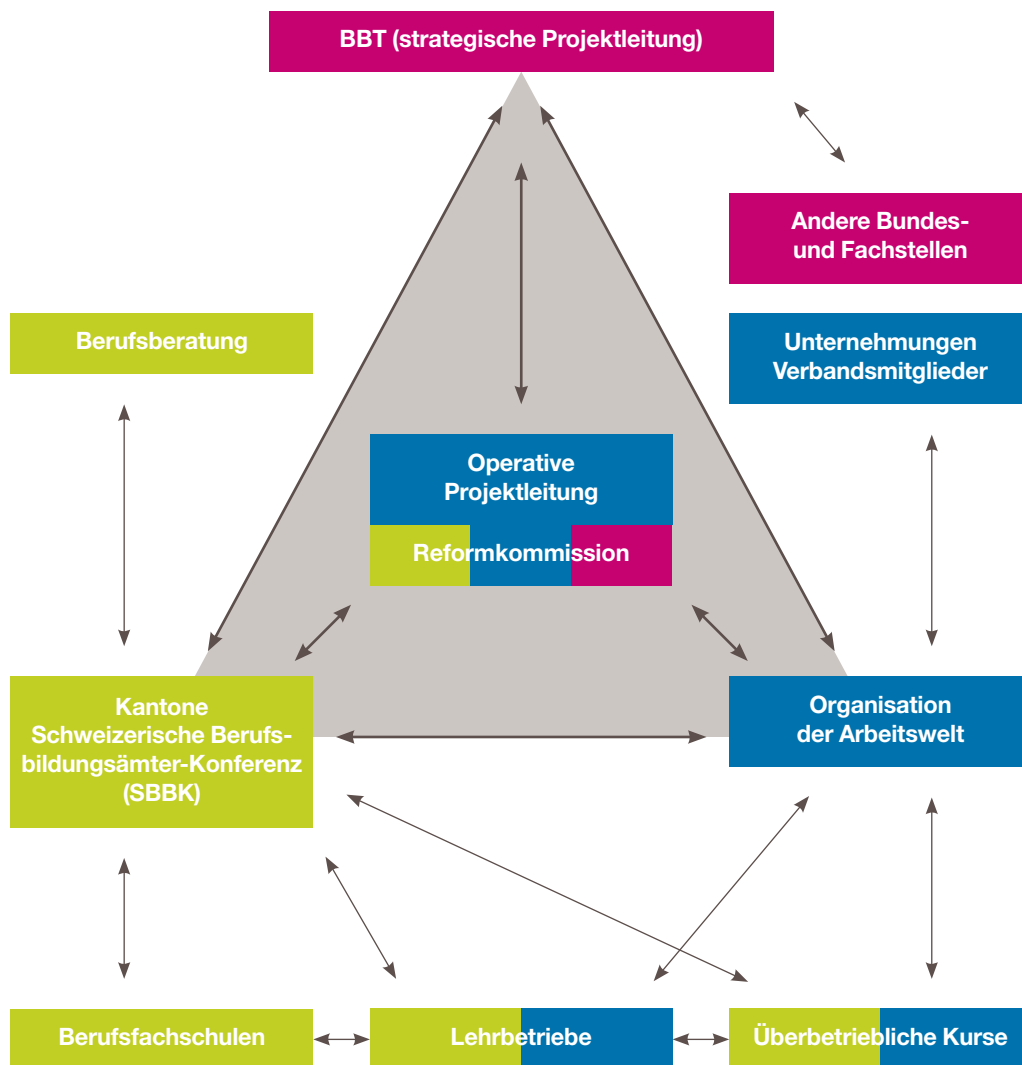 BBT (strategische Projektleitung)
Andere Bundes-
und Fachstellen
Berufsberatung
Unternehmungen
Verbandsmitglieder
Operative
Projektleitung
Reformkommission
Kantone
Schweizerische Berufs-
bildungsämter-Konferenz
(SBBK)
Organisation
der Arbeitswelt
Berufsfachschulen
Lehrbetriebe
Überbetriebliche Kurse